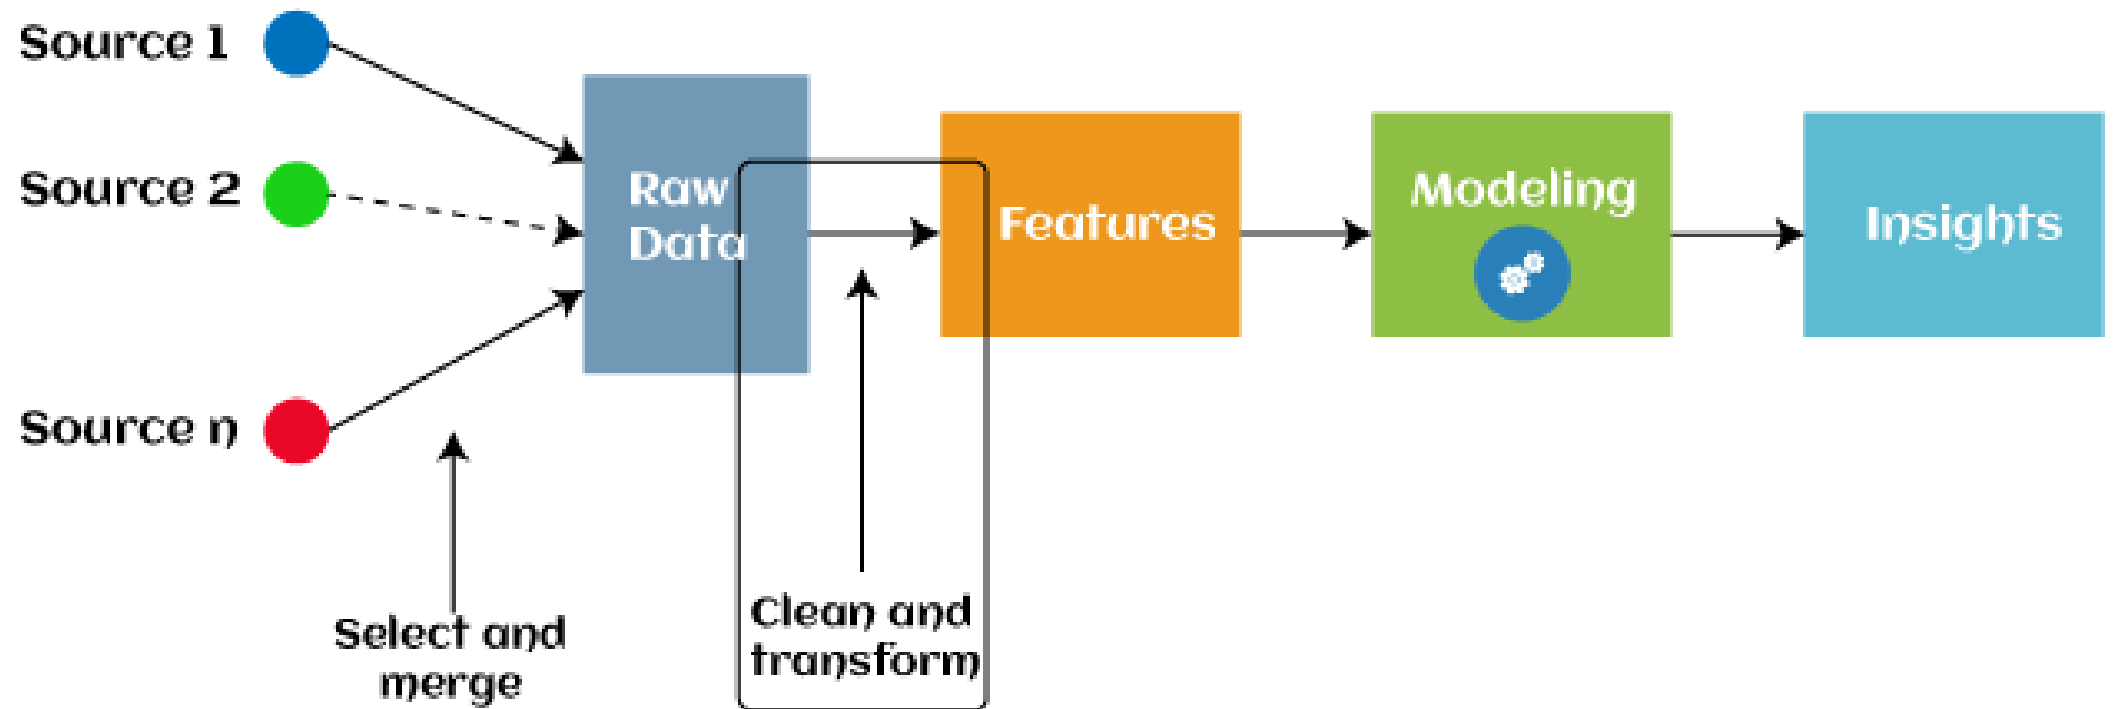 Source 1
Source 2
Source n
Select and
merge
Raw
Data
Clean and
transform
Features
Modeling
Insights